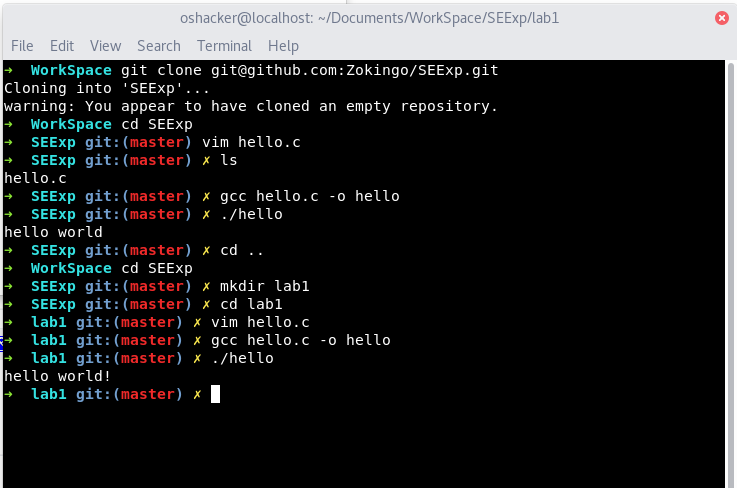 oshacker@localhost: ~/Documents/WorkSpace/SEExp/lab1
File Edit View Search Terminal Help
➜ WorkSpace git clone git@github.com:Zokingo/SEExp.git
Cloning into 'SEExp'...
warning: You appear to have cloned an empty repository.
➜ WorkSpace cd SEExp
➜ SEExp git:(master) vim hello.c
➜ SEExp git:(master) ✗ ls
hello.c
➜ SEExp git:(master) ✗ gcc hello.c -o hello
➜ SEExp git:(master) ✗ ./hello
hello world
➜ SEExp git:(master) ✗ cd ..
➜ WorkSpace cd SEExp
➜ SEExp git:(master) ✗ mkdir lab1
➜ SEExp git:(master) ✗ cd lab1
➜ lab1 git:(master) ✗ vim hello.c
➜ lab1 git:(master) ✗ gcc hello.c -o hello
➜ lab1 git:(master) ✗ ./hello
hello world!
➜ lab1 git:(master) ✗